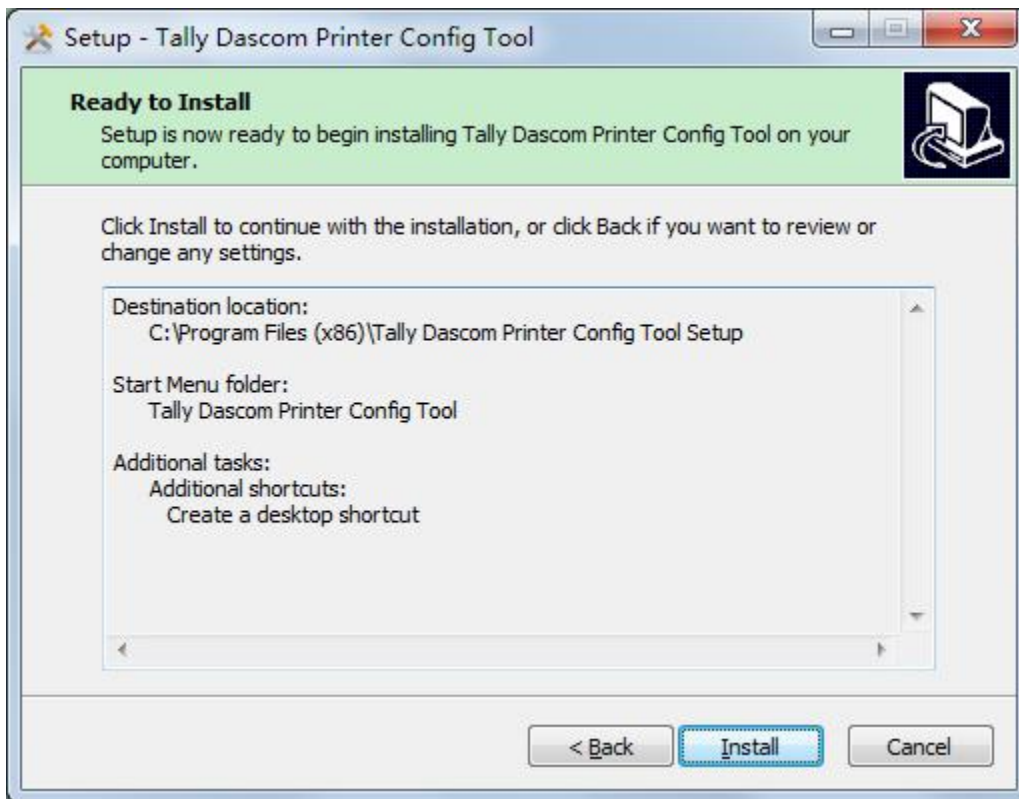 Setup - Tally Dascom Printer Config Tool
Ready to Install
Setup is now ready to begin installing Tally Dascom Printer Config Tool on your
computer.
Click Install to continue with the installation, or click Back if you want to review or
change any settings.
Destination location:
C:\Program Files (x86)\Tally Dascom Printer Config Tool Setup
Start Menu folder:
Tally Dascom Printer Config Tool
Additional tasks:
Additional shortcuts:
Create a desktop shortcut
< Back Install Cancel